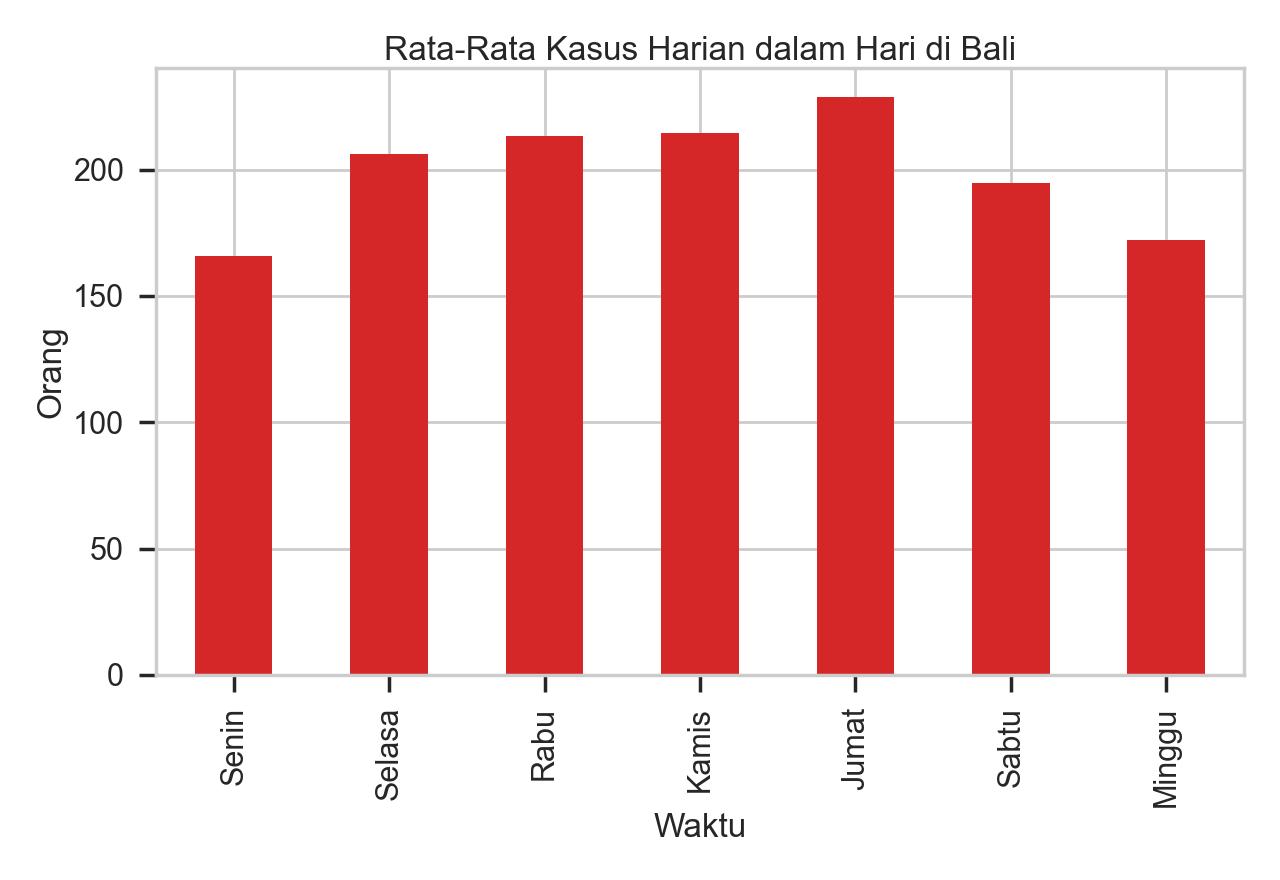 Rata-Rata Kasus Harian dalam Hari di Bali
Orang
200
150
100
50
0
Senin
Selasa
Rabu
Kamis
Jumat
Sabtu
Minggu
Waktu